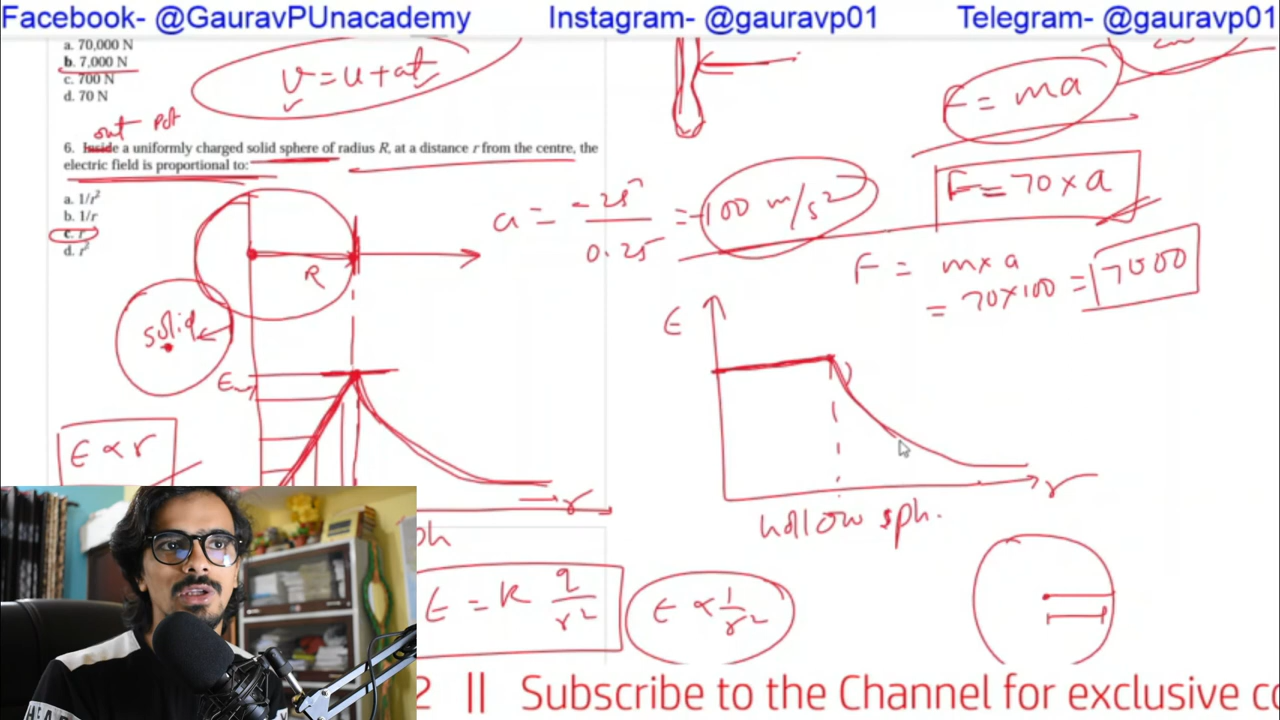 Facebook- @GauravPUnacademy Instagram- @gauravp01 Telegram- @gauravp01
a. 70,000 N
b. 7,000 N
c. 700 N
d. 70 N
v = u + at
F = ma
out pet
6. Inside a uniformly charged solid sphere of radius R, at a distance r from the centre, the
electric field is proportional to:
a. 1/r²
b. 1/r
c. r
d. r²
R
solid
a = -25 / 0.25 = -100 m/s²
F = 70 × a
F = m × a
= 70×100 = 7000
E
r
hollow sph.
E ∝ r
r
E = K q/r²
E ∝ 1/r²
2 || Subscribe to the Channel for exclusive co